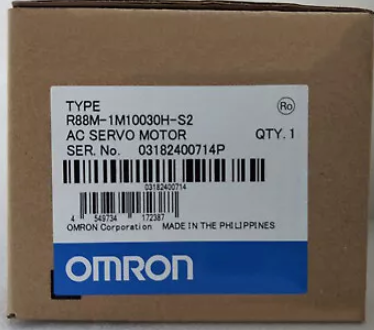 TYPE
R88M-1M10030H-S2
AC SERVO MOTOR QTY. 1
SER. No. 03182400714P
03182400714
4 549734 172387
OMRON Corporation MADE IN THE PHILIPPINES
OMRON
Ro